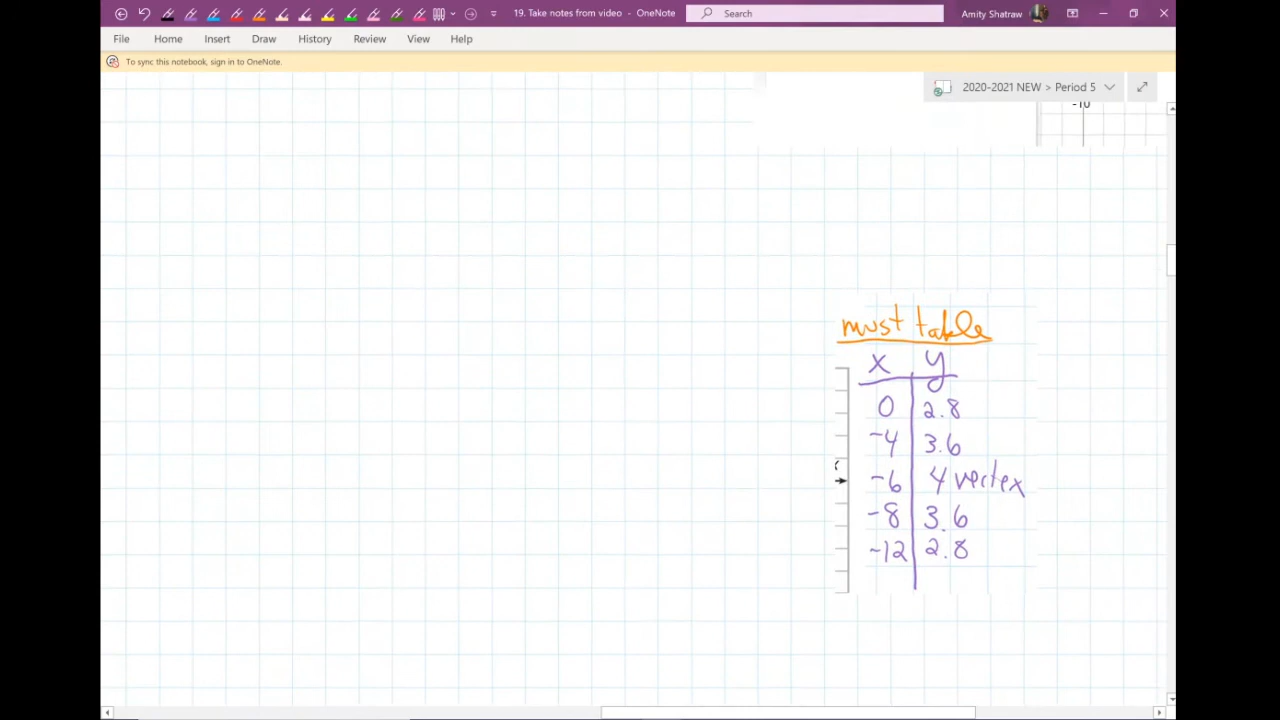 19. Take notes from video - OneNote
Search
Amity Shatraw
File Home Insert Draw History Review View Help
To sync this notebook, sign in to OneNote.
2020-2021 NEW > Period 5
-10
must table
x y
0 2.8
-4 3.6
-6 4 vertex
-8 3.6
-12 2.8